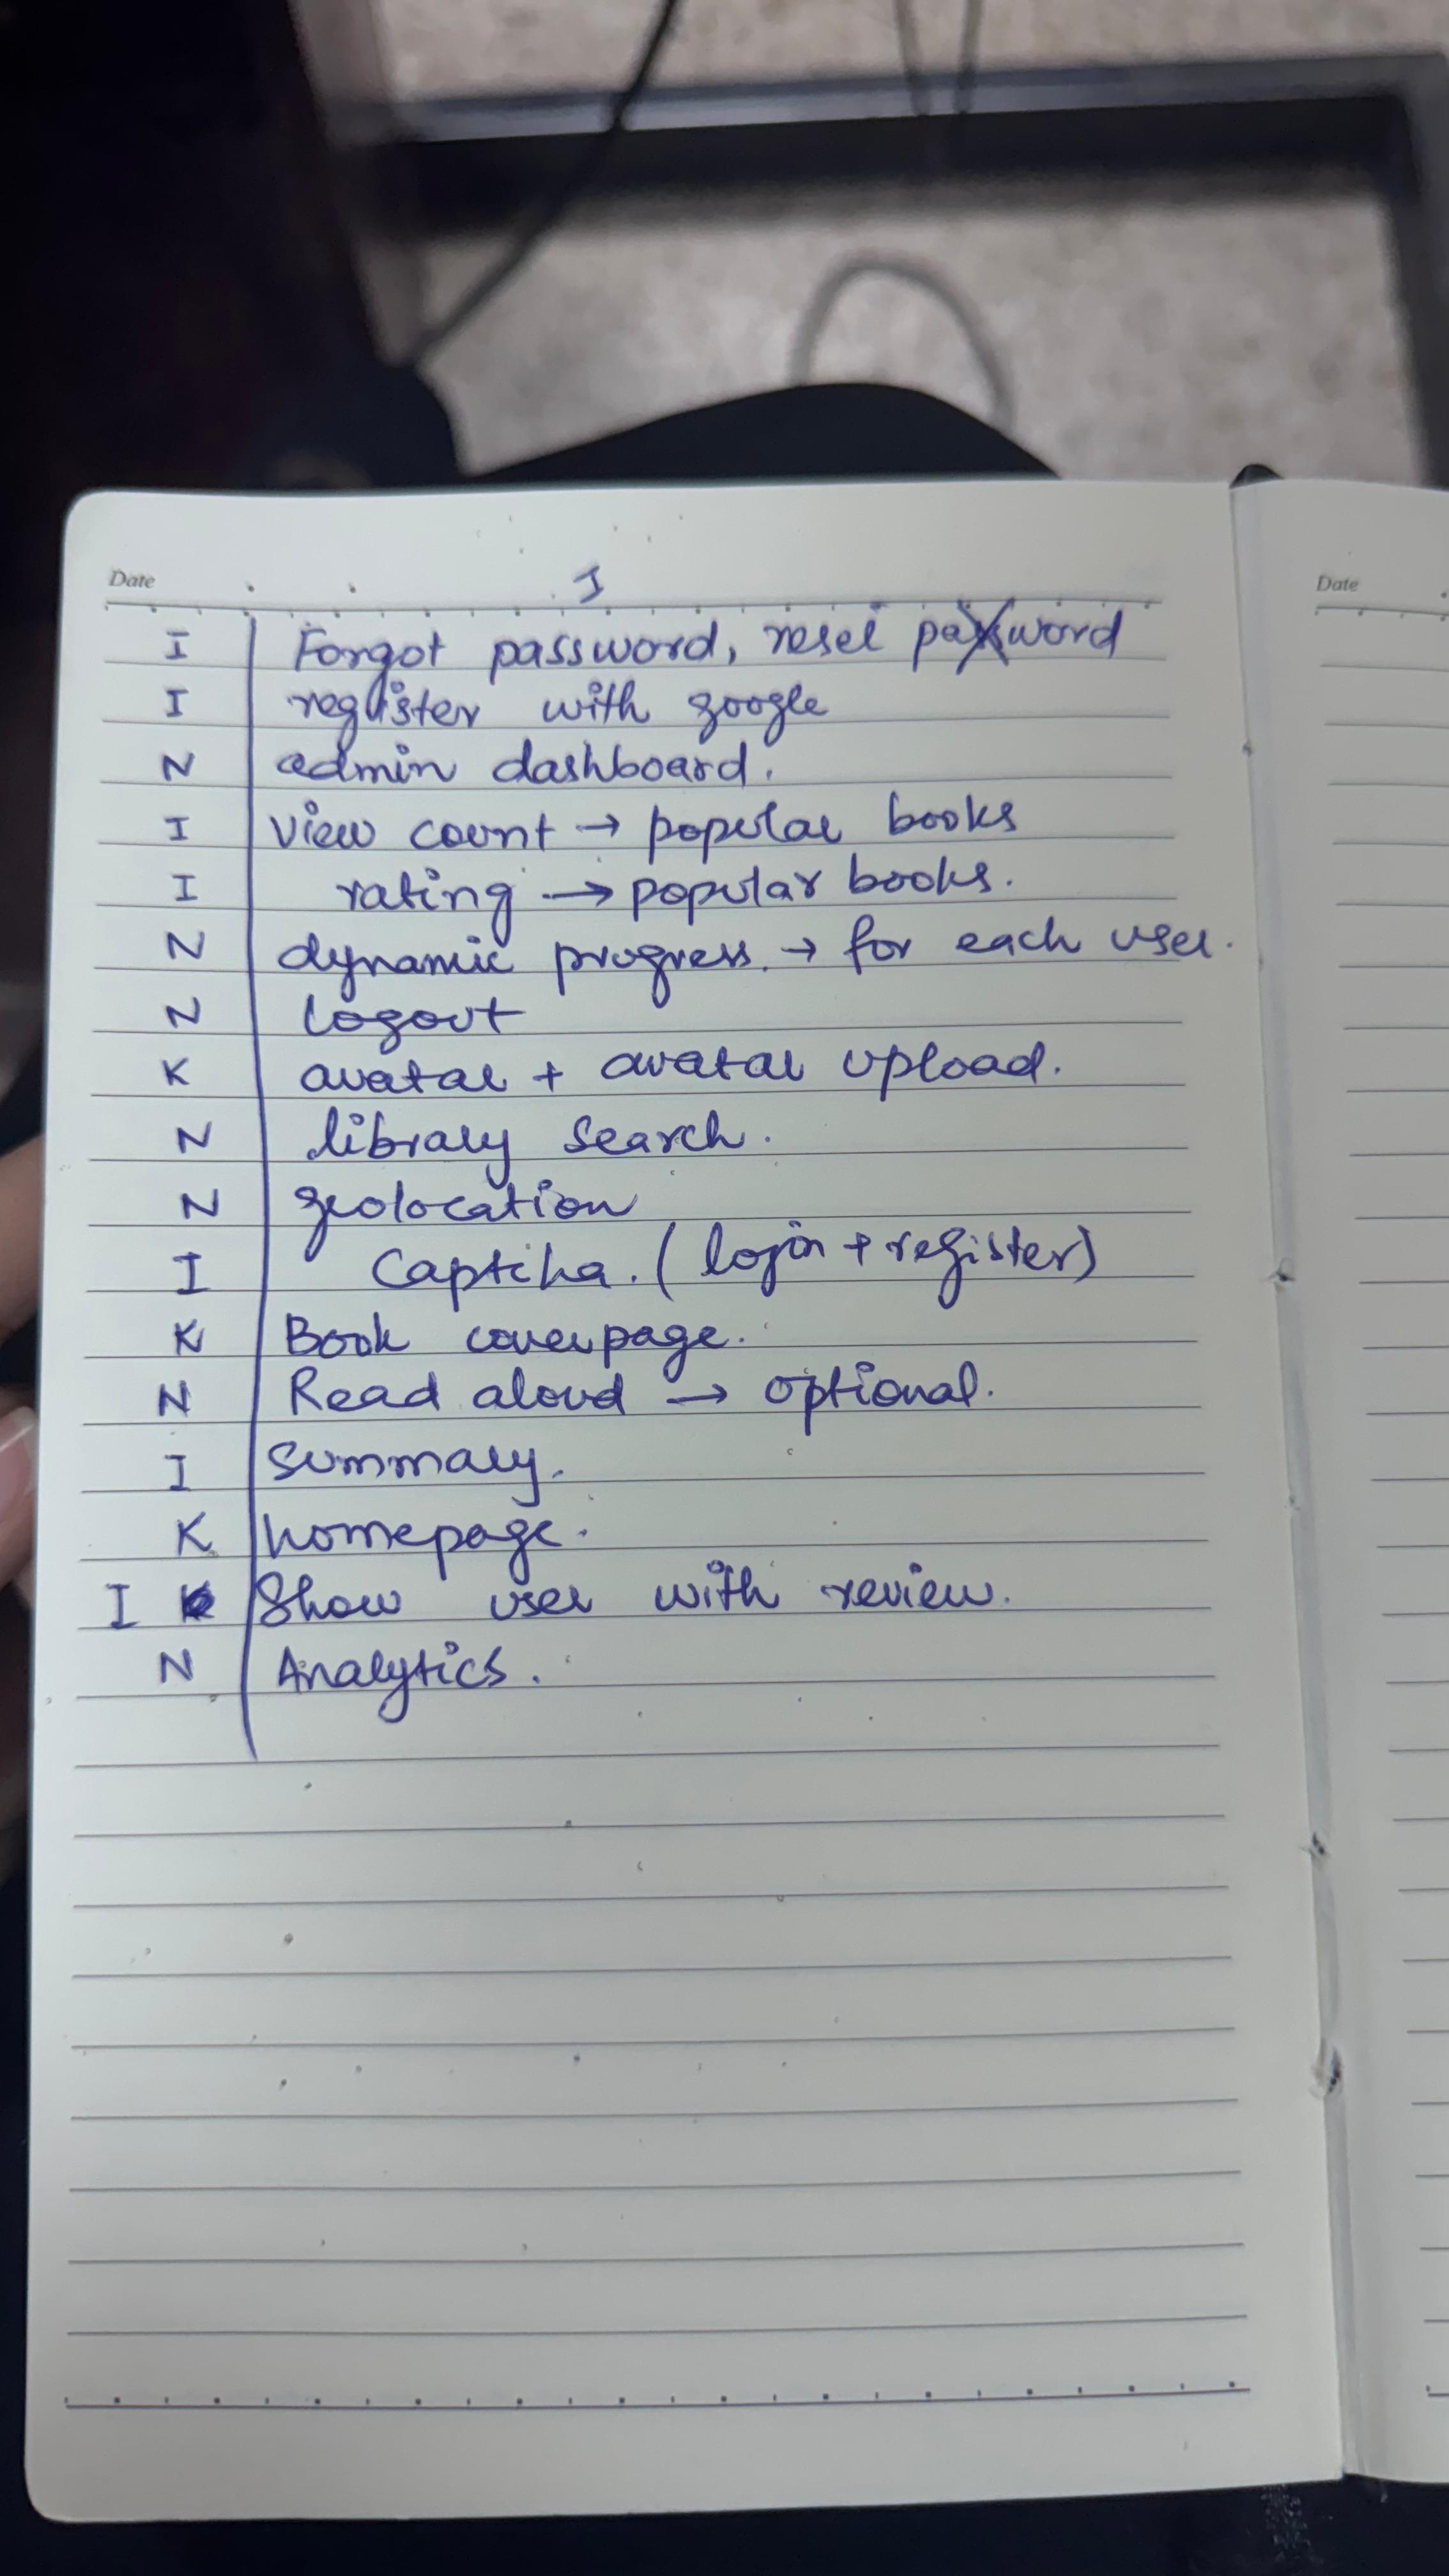 Date
I
Date
I Forgot password, reset password
I register with google
N admin dashboard.
I View count → popular books
I rating → popular books.
N dynamic progress. → for each user.
N logout
K avatar + avatar upload.
N library search.
N geolocation
I Captcha. (login + register)
K Book coverpage.
N Read aloud → optional.
I Summary.
K homepage.
I K Show user with review.
N Analytics.